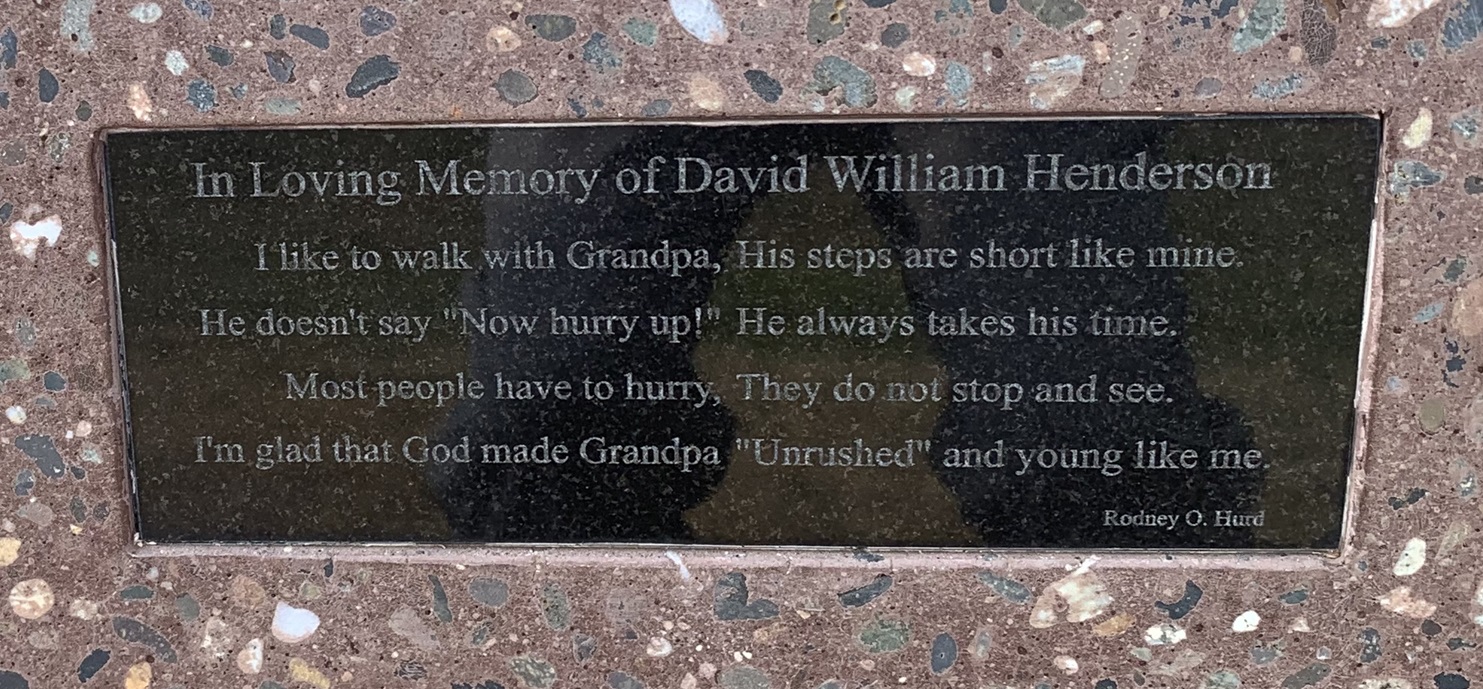 In Loving Memory of David William Henderson
I like to walk with Grandpa, His steps are short like mine.
He doesn't say "Now hurry up!" He always takes his time.
Most people have to hurry, They do not stop and see.
I'm glad that God made Grandpa "Unrushed" and young like me.
Rodney O. Hurd